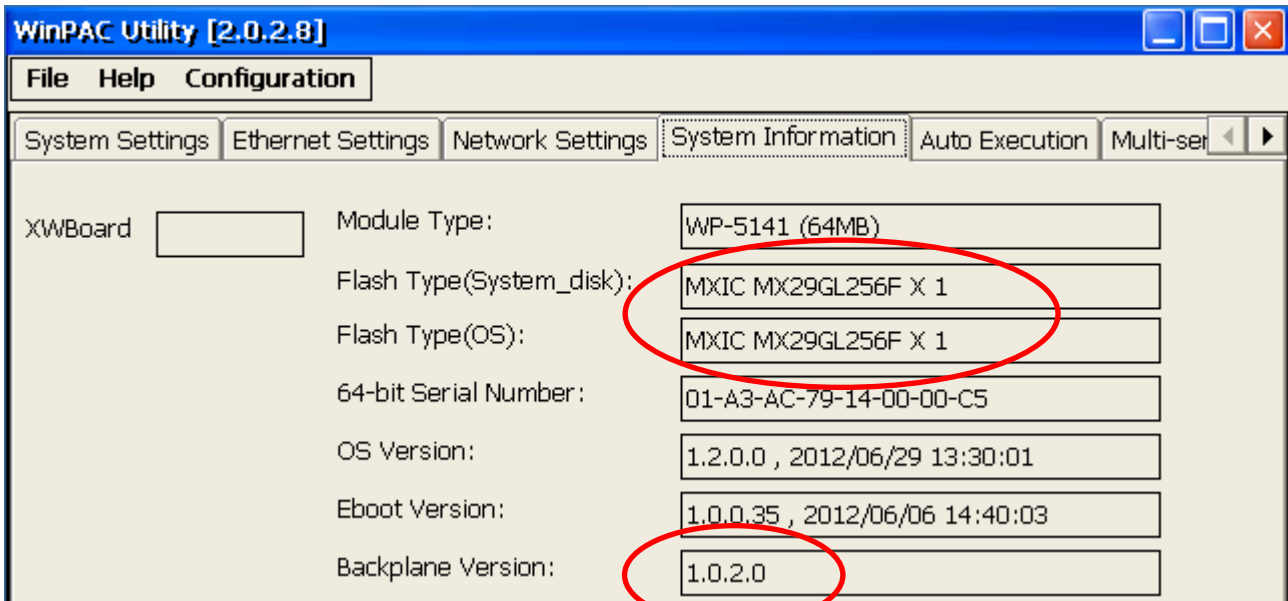 WinPAC Utility [2.0.2.8]
File Help Configuration
System Settings Ethernet Settings Network Settings System Information Auto Execution Multi-ser
XWBoard
Module Type: WP-5141 (64MB)
Flash Type(System_disk): MXIC MX29GL256F X 1
Flash Type(OS): MXIC MX29GL256F X 1
64-bit Serial Number: 01-A3-AC-79-14-00-00-C5
OS Version: 1.2.0.0 , 2012/06/29 13:30:01
Eboot Version: 1.0.0.35 , 2012/06/06 14:40:03
Backplane Version: 1.0.2.0